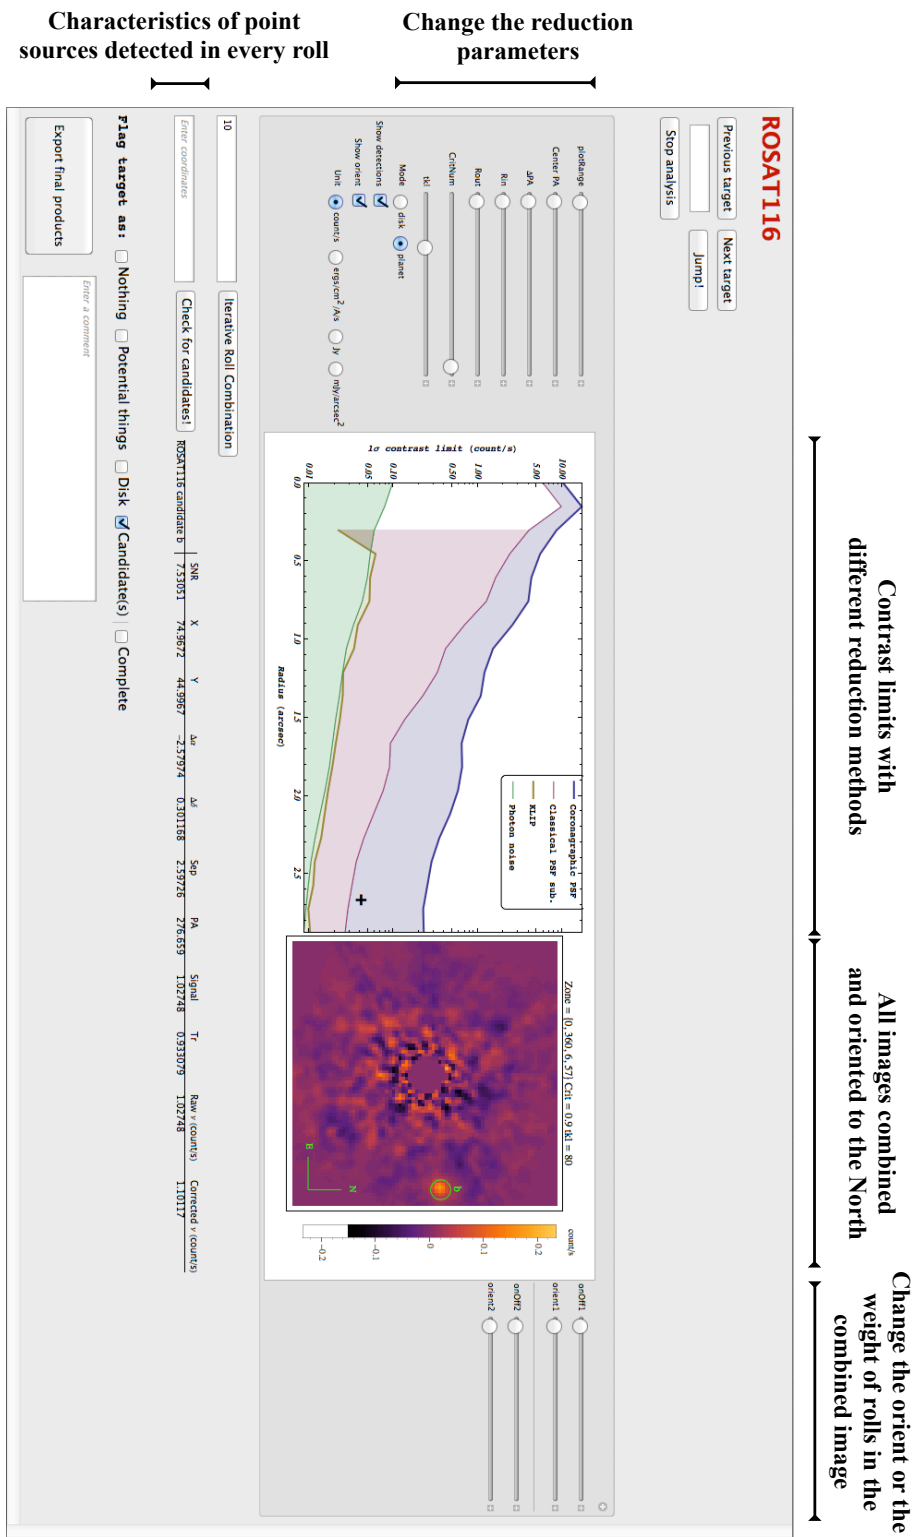 Characteristics of point
sources detected in every roll
Change the reduction
parameters
Contrast limits with
different reduction methods
All images combined
and oriented to the North
Change the orient or the
weight of rolls in the
combined image
ROSAT116
Previous target
Next target
Jump!
Stop analysis
plotRange
Center PA
ΔPA
Rin
Rout
CritNum
tkl
Mode
disk
planet
Show detections
Show orient
Unit
count/s
ergs/cm²/A/s
Jy
mJy/arcsec²
1σ contrast limit (count/s)
10.00
5.00
1.00
0.50
0.10
0.05
0.01
0.0
0.5
1.0
1.5
2.0
2.5
Radius (arcsec)
Coronagraphic PSF
Classical PSF sub.
KLIP
Photon noise
Zone = {0, 360, 6, 57} Crit = 0.9 tkl = 80
b
N
E
count/s
0.2
0.1
0
−0.1
−0.2
onOff1
orient1
onOff2
orient2
10
Iterative Roll Combination
Enter coordinates
Check for candidates!
SNR X Y Δα Δδ Sep PA Signal Tr Raw ν (count/s) Corrected ν (count/s)
ROSAT116 candidate b 7.53051 74.9672 44.9967 −2.57974 0.301168 2.59726 276.659 1.02748 0.933079 1.02748 1.10117
Flag target as:
Nothing
Potential things
Disk
Candidate(s)
Complete
Export final products
Enter a comment